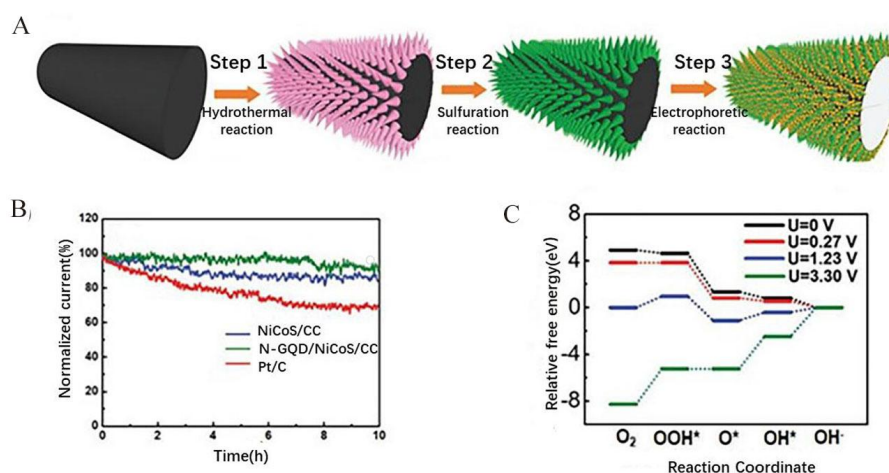 A
Step 1
Hydrothermal
reaction
Step 2
Sulfuration
reaction
Step 3
Electrophoretic
reaction
B
Normalized current(%)
120
100
80
60
40
20
0
NiCoS/CC
N-GQD/NiCoS/CC
Pt/C
0 2 4 6 8 10
Time(h)
C
Relative free energy(eV)
8
4
0
-4
-8
U=0 V
U=0.27 V
U=1.23 V
U=3.30 V
O₂ OOH* O* OH* OH⁻
Reaction Coordinate